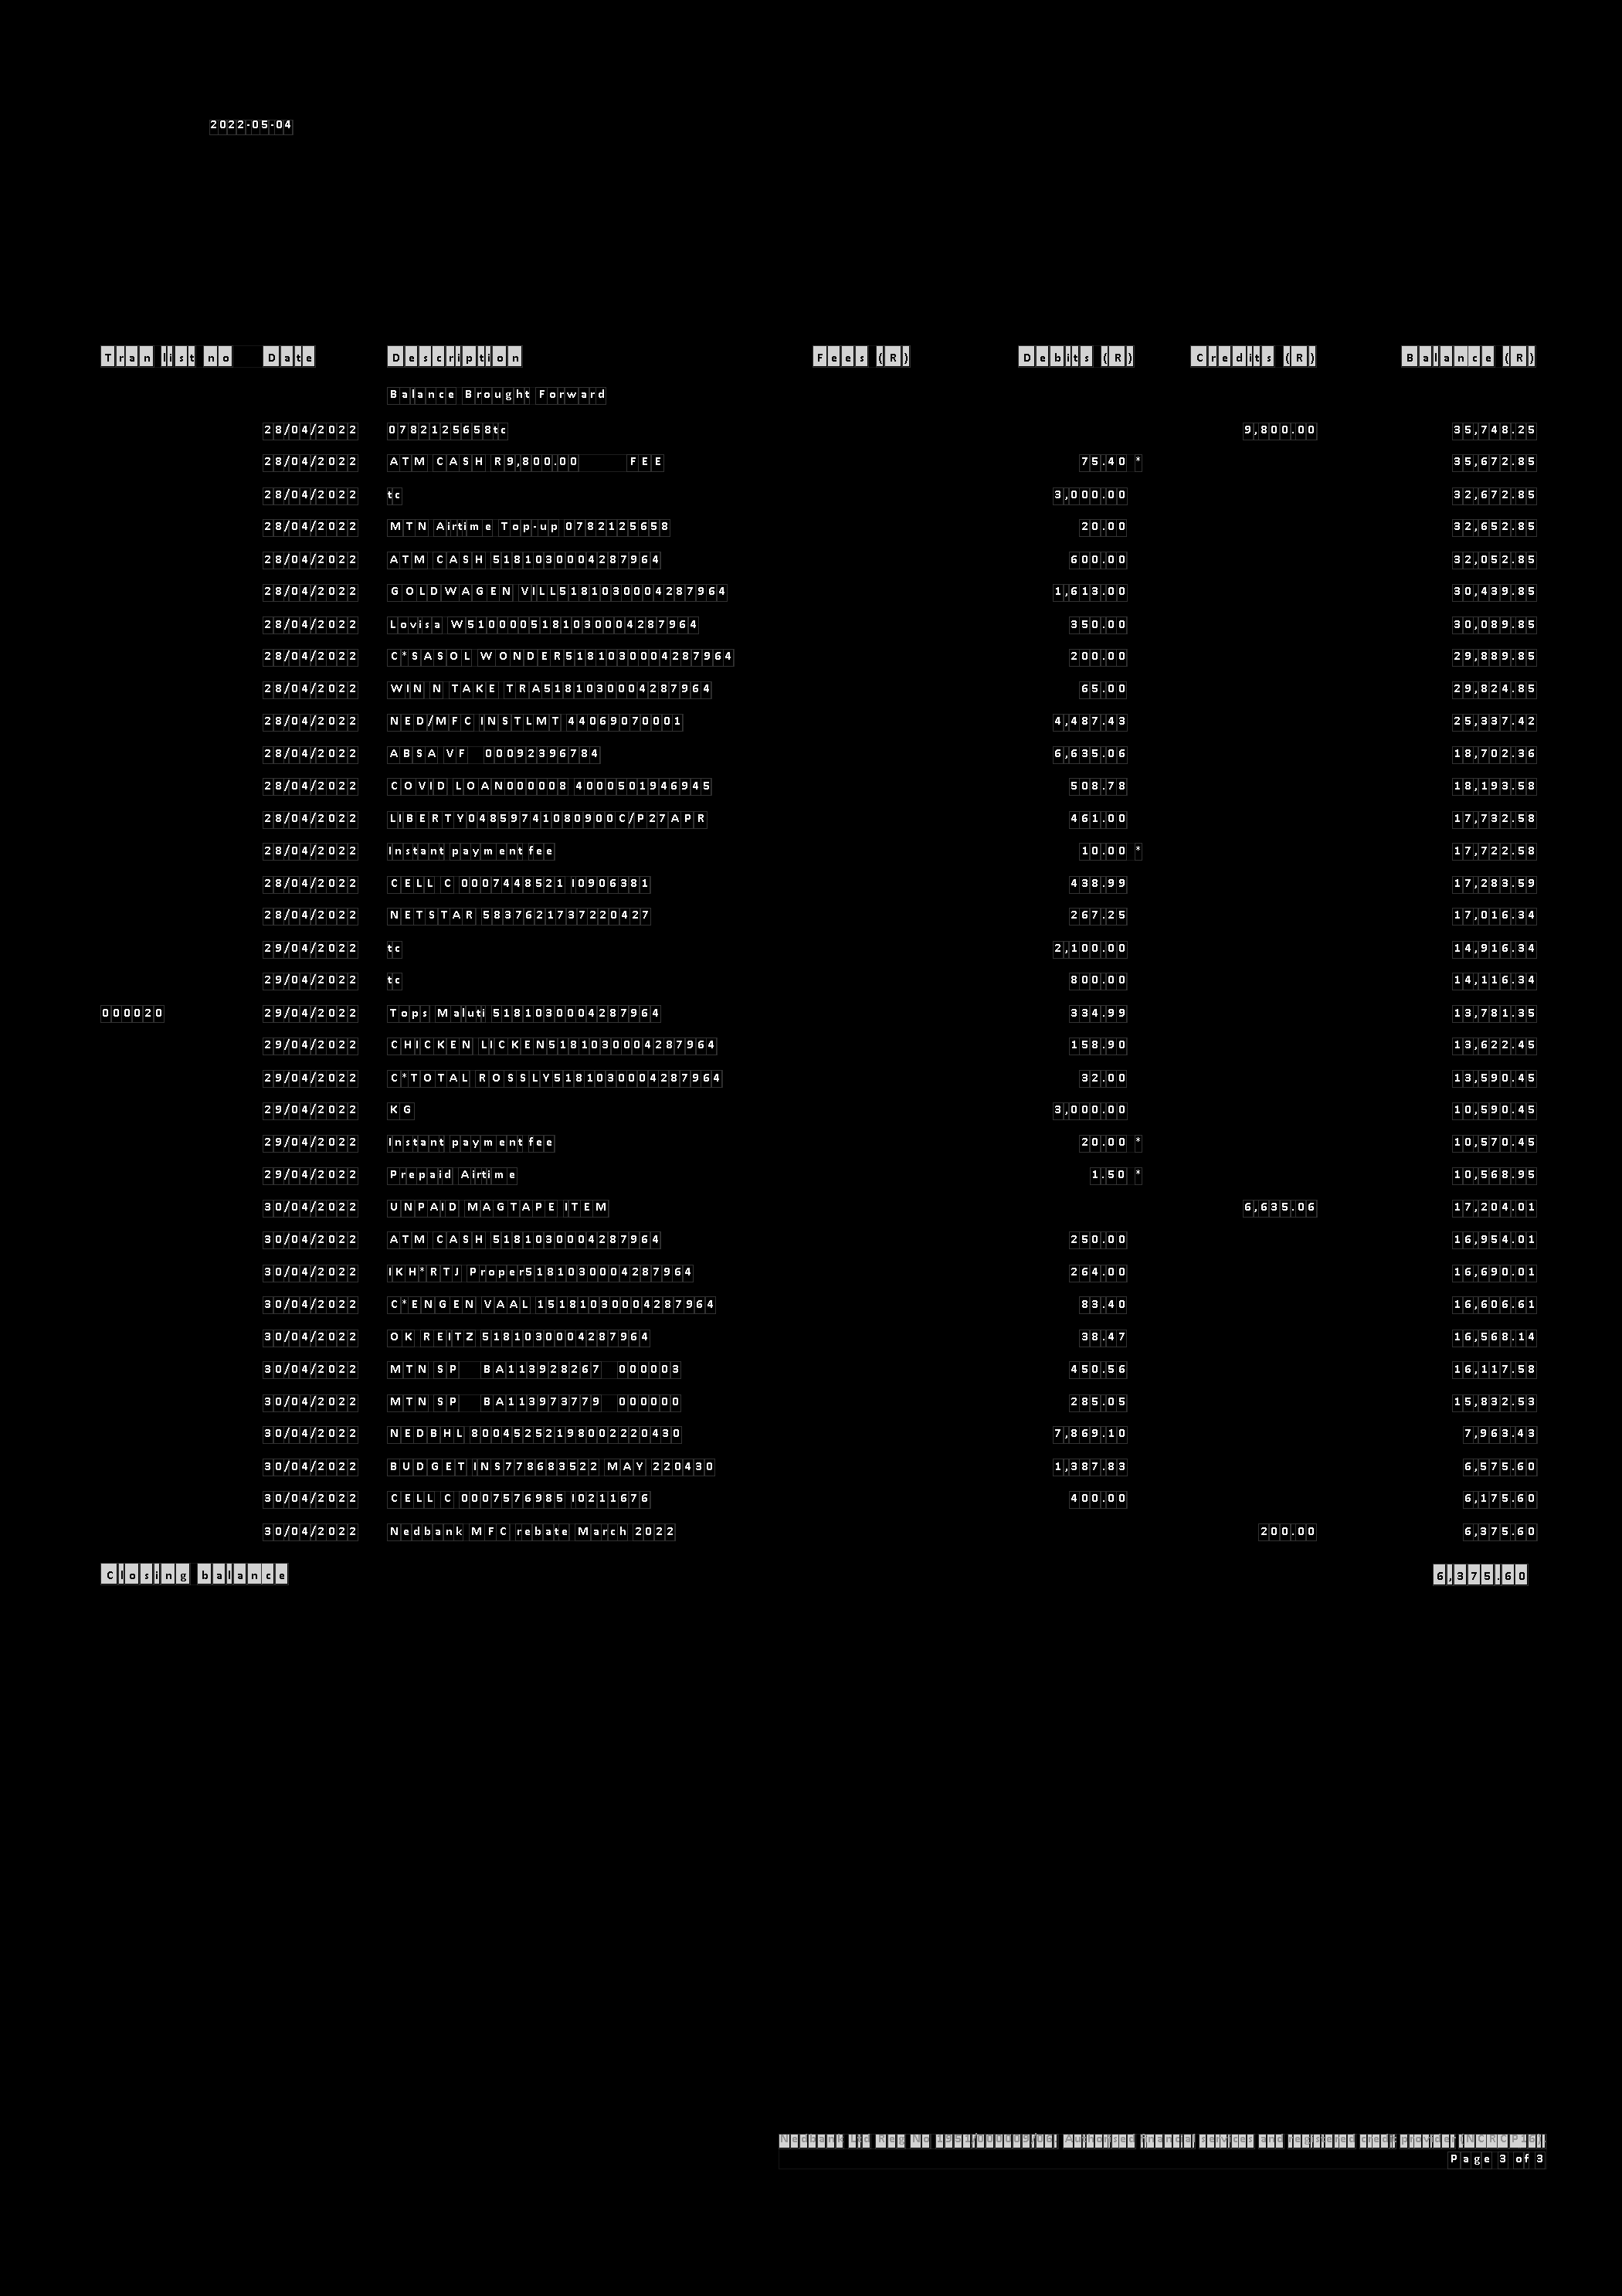 2022-05-04
Tran list no Date Description Fees (R) Debits (R) Credits (R) Balance (R)
Balance Brought Forward
28/04/2022 0782125658tc 9,800.00 35,748.25
28/04/2022 ATM CASH R9,800.00 FEE 75.40 * 35,672.85
28/04/2022 tc 3,000.00 32,672.85
28/04/2022 MTN Airtime Top-up 0782125658 20.00 32,652.85
28/04/2022 ATM CASH 5181030004287964 600.00 32,052.85
28/04/2022 GOLDWAGEN VILL5181030004287964 1,613.00 30,439.85
28/04/2022 Lovisa W5100005181030004287964 350.00 30,089.85
28/04/2022 C*SASOL WONDER5181030004287964 200.00 29,889.85
28/04/2022 WIN N TAKE TRA5181030004287964 65.00 29,824.85
28/04/2022 NED/MFC INSTLMT 44069070001 4,487.43 25,337.42
28/04/2022 ABSA VF 00092396784 6,635.06 18,702.36
28/04/2022 COVID LOAN000008 4000501946945 508.78 18,193.58
28/04/2022 LIBERTY04859741080900C/P27APR 461.00 17,732.58
28/04/2022 Instant payment fee 10.00 * 17,722.58
28/04/2022 CELL C 0007448521 I0906381 438.99 17,283.59
28/04/2022 NETSTAR 5837621737220427 267.25 17,016.34
29/04/2022 tc 2,100.00 14,916.34
29/04/2022 tc 800.00 14,116.34
000020 29/04/2022 Tops Maluti 5181030004287964 334.99 13,781.35
29/04/2022 CHICKEN LICKEN5181030004287964 158.90 13,622.45
29/04/2022 C*TOTAL ROSSLY5181030004287964 32.00 13,590.45
29/04/2022 KG 3,000.00 10,590.45
29/04/2022 Instant payment fee 20.00 * 10,570.45
29/04/2022 Prepaid Airtime 1.50 * 10,568.95
30/04/2022 UNPAID MAGTAPE ITEM 6,635.06 17,204.01
30/04/2022 ATM CASH 5181030004287964 250.00 16,954.01
30/04/2022 IKH*RTJ Proper5181030004287964 264.00 16,690.01
30/04/2022 C*ENGEN VAAL 15181030004287964 83.40 16,606.61
30/04/2022 OK REITZ 5181030004287964 38.47 16,568.14
30/04/2022 MTN SP BA113928267 000003 450.56 16,117.58
30/04/2022 MTN SP BA113973779 000000 285.05 15,832.53
30/04/2022 NEDBHL 8004525219800220430 7,869.10 7,963.43
30/04/2022 BUDGETINS778683522 MAY 220430 1,387.83 6,575.60
30/04/2022 CELL C 0007576985 I0211676 400.00 6,175.60
30/04/2022 Nedbank MFC rebate March 2022 200.00 6,375.60
Closing balance 6,375.60
Nedbank Ltd Reg No 1951/000009/06. Authorised financial services and registered credit provider (NCRCP16).
Page 3 of 3